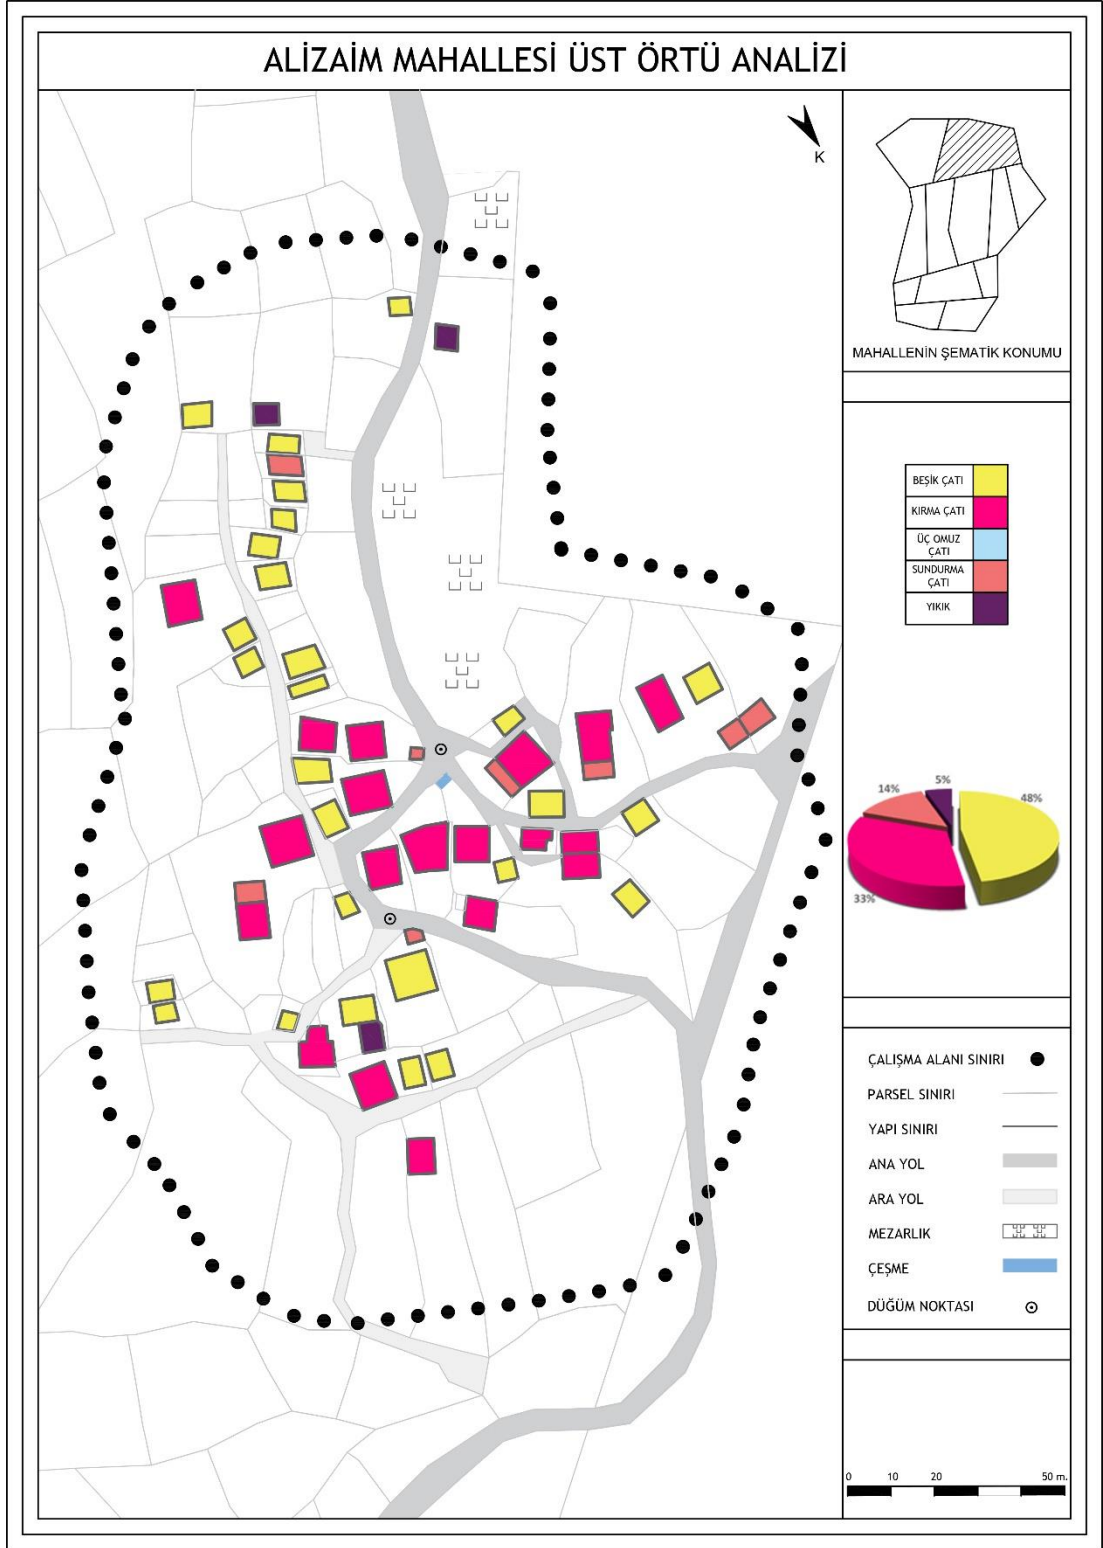 ALİZAİM MAHALLESİ ÜST ÖRTÜ ANALİZİ
K
MAHALLENİN ŞEMATİK KONUMU
BEŞİK ÇATI
KIRMA ÇATI
ÜÇ OMUZ
ÇATI
SUNDURMA
ÇATI
YIKIK
5%
14%
48%
33%
ÇALIŞMA ALANI SINIRI
PARSEL SINIRI
YAPI SINIRI
ANA YOL
ARA YOL
MEZARLIK
ÇEŞME
DÜĞÜM NOKTASI
0 10 20 50 m.